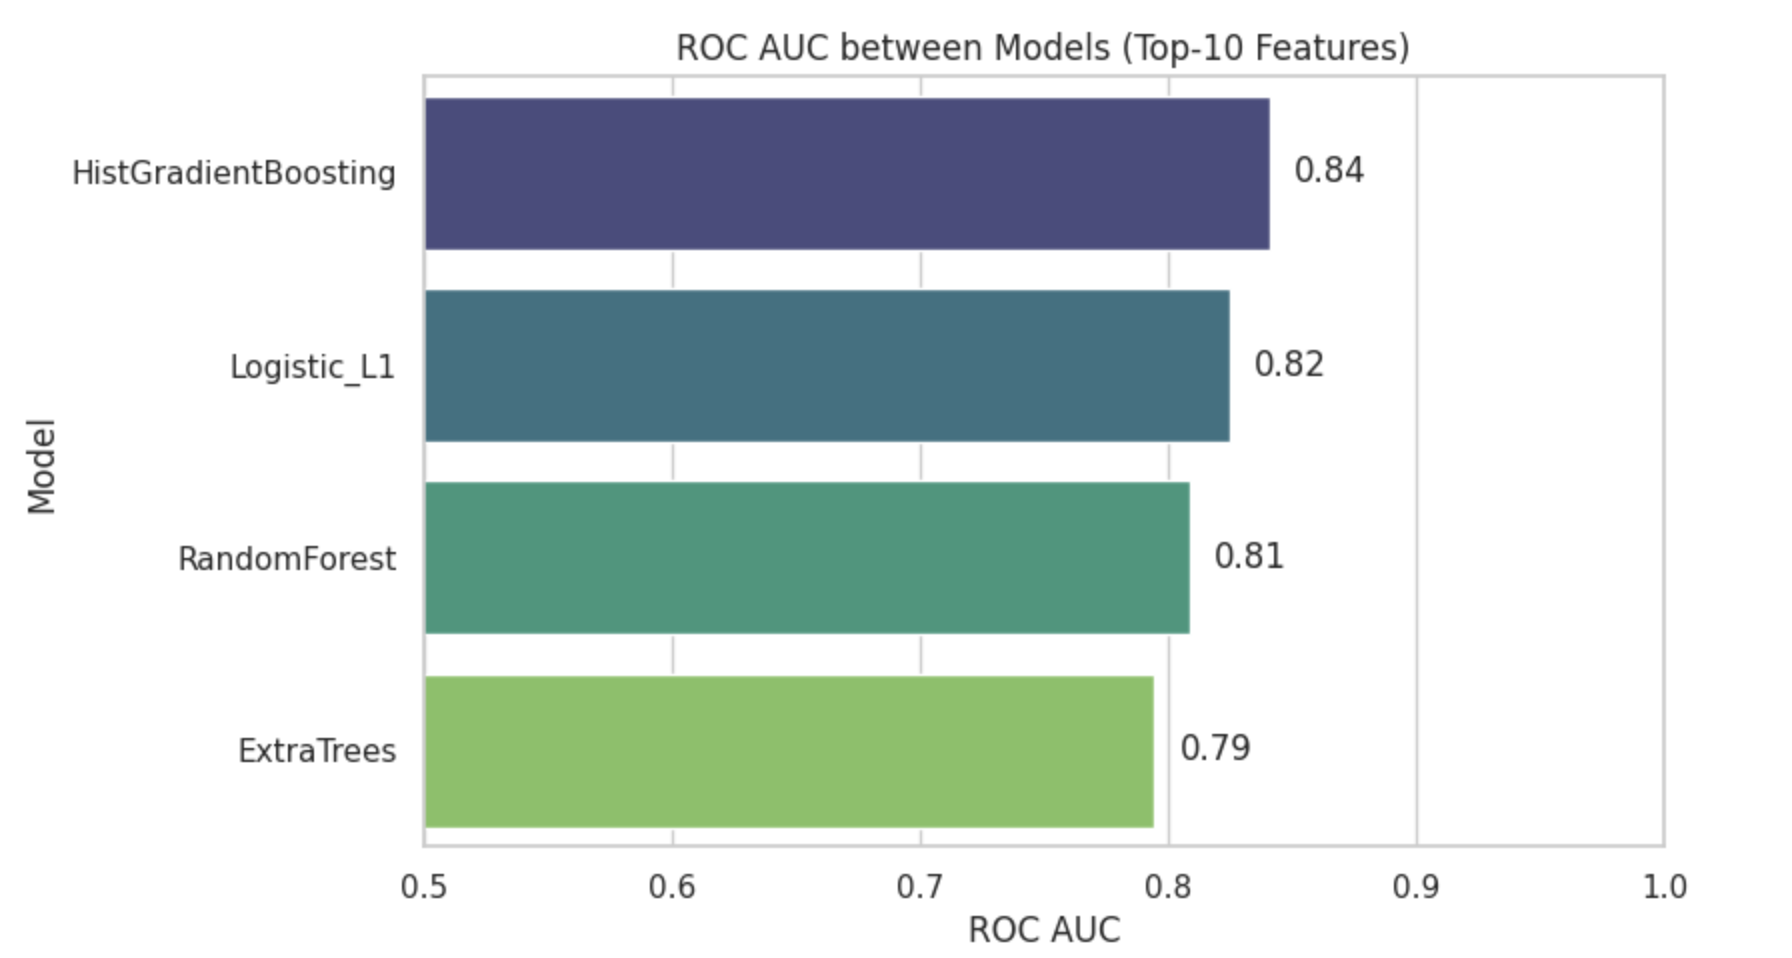 ROC AUC between Models (Top-10 Features)
HistGradientBoosting
0.84
Logistic_L1
0.82
Model
RandomForest
0.81
ExtraTrees
0.79
0.5 0.6 0.7 0.8 0.9 1.0
ROC AUC